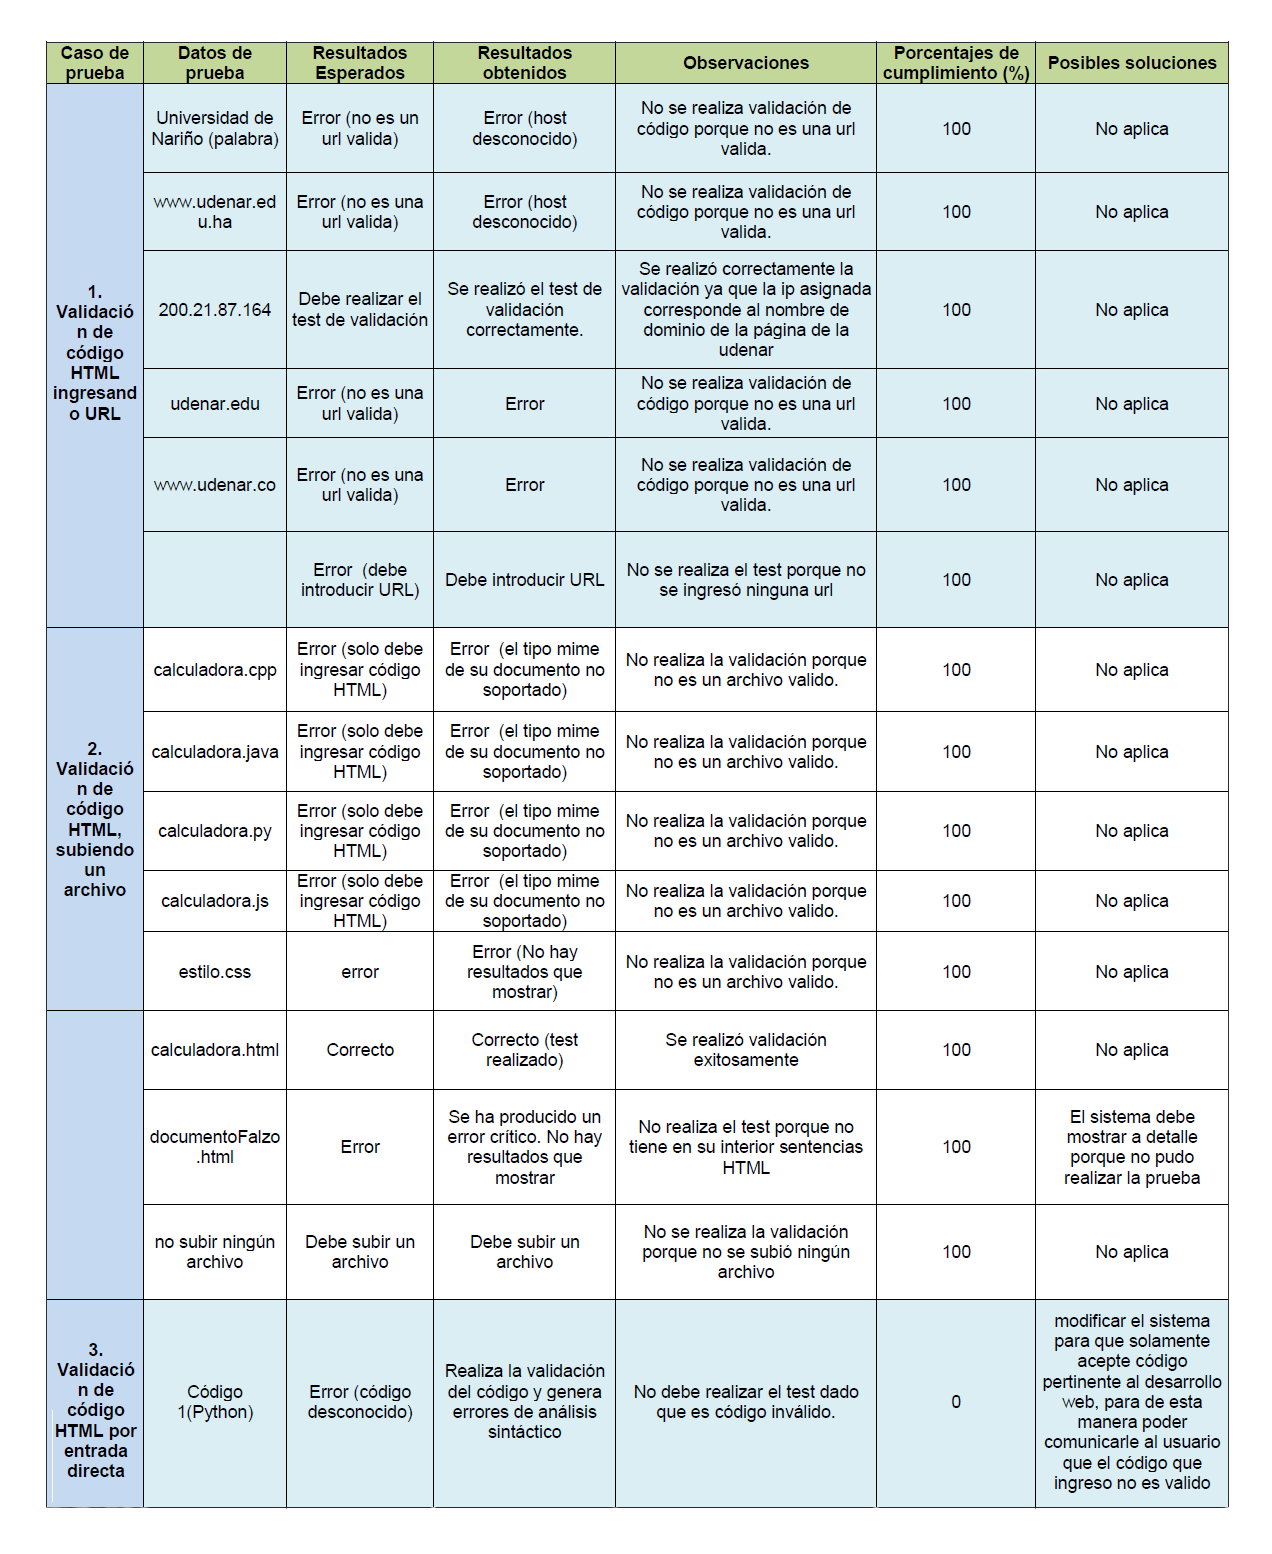 Caso de prueba
Datos de prueba
Resultados Esperados
Resultados obtenidos
Observaciones
Porcentajes de cumplimiento (%)
Posibles soluciones
1.
Validació
n de
código
HTML
ingresand
o URL
Universidad de
Nariño (palabra)
Error (no es un
url valida)
Error (host
desconocido)
No se realiza validación de
código porque no es una url
valida.
100
No aplica
www.udenar.ed
u.ha
Error (no es una
url valida)
Error (host
desconocido)
No se realiza validación de
código porque no es una url
valida.
100
No aplica
200.21.87.164
Debe realizar el
test de validación
Se realizó el test de
validación
correctamente.
Se realizó correctamente la
validación ya que la ip asignada
corresponde al nombre de
dominio de la página de la
udenar
100
No aplica
udenar.edu
Error (no es una
url valida)
Error
No se realiza validación de
código porque no es una url
valida.
100
No aplica
www.udenar.co
Error (no es una
url valida)
Error
No se realiza validación de
código porque no es una url
valida.
100
No aplica
Error (debe
introducir URL)
Debe introducir URL
No se realiza el test porque no
se ingresó ninguna url
100
No aplica
2.
Validació
n de
código
HTML,
subiendo
un
archivo
calculadora.cpp
Error (solo debe
ingresar código
HTML)
Error (el tipo mime
de su documento no
soportado)
No realiza la validación porque
no es un archivo valido.
100
No aplica
calculadora.java
Error (solo debe
ingresar código
HTML)
Error (el tipo mime
de su documento no
soportado)
No realiza la validación porque
no es un archivo valido.
100
No aplica
calculadora.py
Error (solo debe
ingresar código
HTML)
Error (el tipo mime
de su documento no
soportado)
No realiza la validación porque
no es un archivo valido.
100
No aplica
calculadora.js
Error (solo debe
ingresar código
HTML)
Error (el tipo mime
de su documento no
soportado)
No realiza la validación porque
no es un archivo valido.
100
No aplica
estilo.css
error
Error (No hay
resultados que
mostrar)
No realiza la validación porque
no es un archivo valido.
100
No aplica
calculadora.html
Correcto
Correcto (test
realizado)
Se realizó validación
exitosamente
100
No aplica
documentoFalzo
.html
Error
Se ha producido un
error crítico. No hay
resultados que
mostrar
No realiza el test porque no
tiene en su interior sentencias
HTML
100
El sistema debe
mostrar a detalle
porque no pudo
realizar la prueba
no subir ningún
archivo
Debe subir un
archivo
Debe subir un
archivo
No se realiza la validación
porque no se subió ningún
archivo
100
No aplica
3.
Validació
n de
código
HTML por
entrada
directa
Código
1(Python)
Error (código
desconocido)
Realiza la validación
del código y genera
errores de análisis
sintáctico
No debe realizar el test dado
que es código inválido.
0
modificar el sistema
para que solamente
acepte código
pertinente al desarrollo
web, para de esta
manera poder
comunicarle al usuario
que el código que
ingreso no es valido